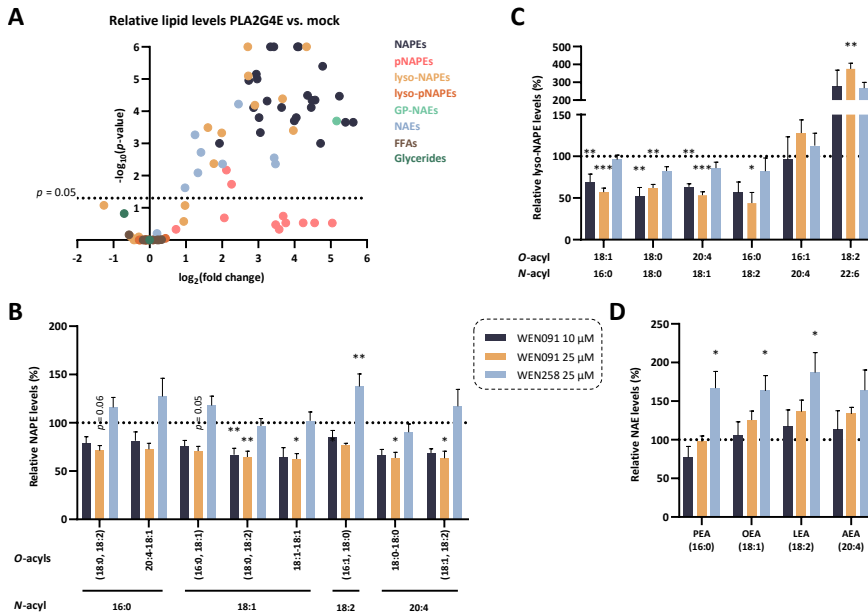 A
Relative lipid levels PLA2G4E vs. mock
-log10(p-value)
6
5
4
3
2
1
p = 0.05
-2 -1 0 1 2 3 4 5 6
log2(fold change)
NAPEs
pNAPEs
lyso-NAPEs
lyso-pNAPEs
GP-NAEs
NAEs
FFAs
Glycerides
B
Relative NAPE levels (%)
200
150
100
50
0
p = 0.06
p = 0.05
** ** * ** * *
O-acyls
(18:0, 18:2)
20:4-18:1
(16:0, 18:1)
(18:0, 18:2)
18:1-18:1
(16:1, 18:0)
18:0-18:0
(18:1, 18:2)
N-acyl
16:0 18:1 18:2 20:4
WEN091 10 μM
WEN091 25 μM
WEN258 25 μM
C
Relative lyso-NAPE levels (%)
500
400
300
200
150
100
50
0
** *** ** ** ** *** * **
O-acyl 18:1 18:0 20:4 16:0 16:1 18:2
N-acyl 16:0 18:0 18:1 18:2 20:4 22:6
D
Relative NAE levels (%)
250
200
150
100
50
0
* * *
PEA OEA LEA AEA
(16:0) (18:1) (18:2) (20:4)